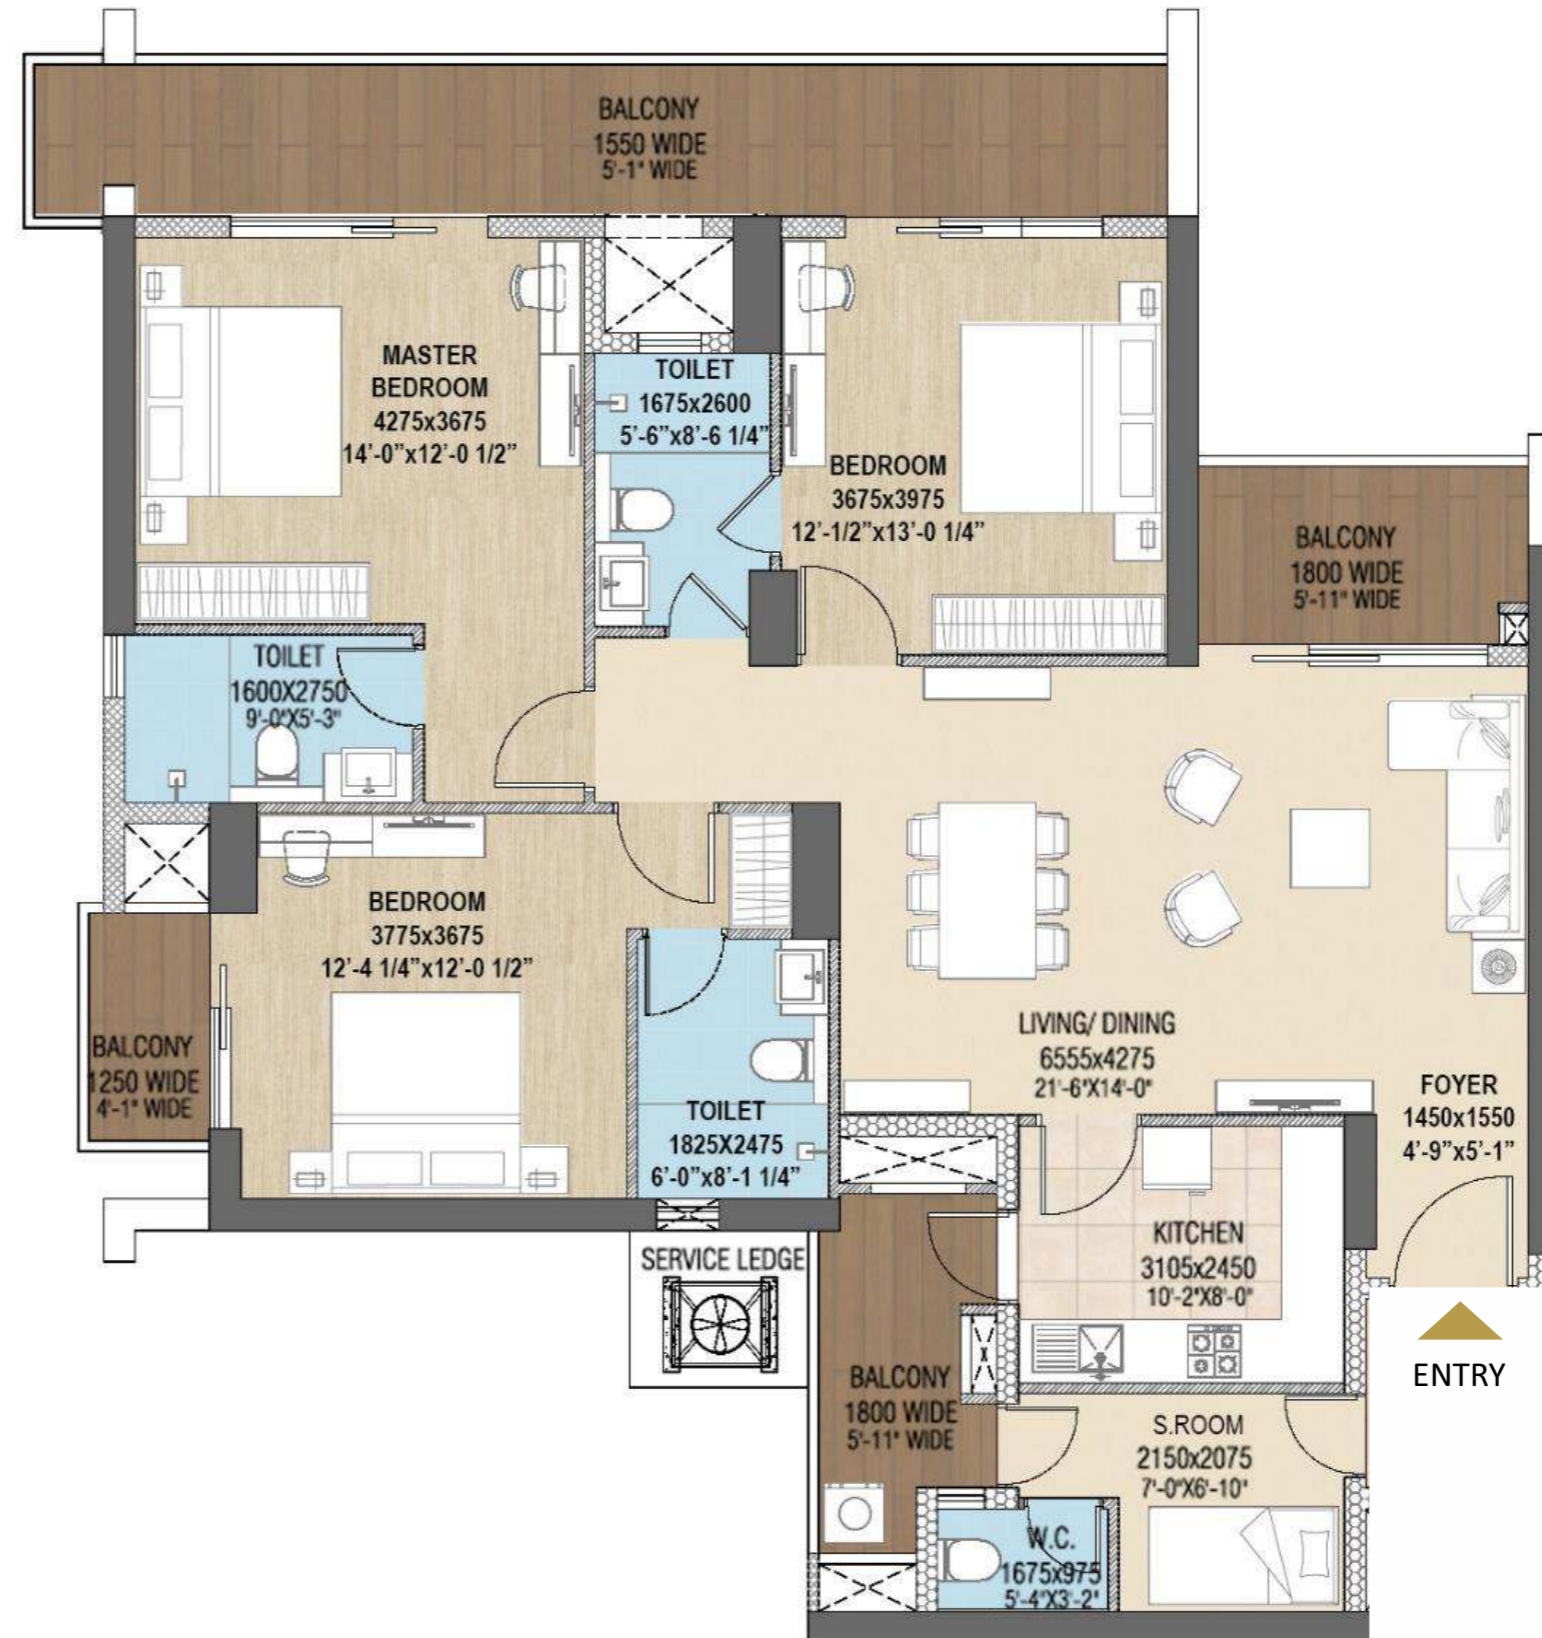 BALCONY
1550 WIDE
5'-1" WIDE
MASTER
BEDROOM
4275x3675
14'-0"x12'-0 1/2"
TOILET
1675x2600
5'-6"x8'-6 1/4"
BEDROOM
3675x3975
12'-1/2"x13'-0 1/4"
BALCONY
1800 WIDE
5'-11" WIDE
TOILET
1600X2750
9'-0"X5'-3"
BEDROOM
3775x3675
12'-4 1/4"x12'-0 1/2"
BALCONY
1250 WIDE
4'-1" WIDE
LIVING/ DINING
6555x4275
21'-6"X14'-0"
FOYER
1450x1550
4'-9"x5'-1"
TOILET
1825X2475
6'-0"x8'-1 1/4"
KITCHEN
3105x2450
10'-2"X8'-0"
SERVICE LEDGE
ENTRY
BALCONY
1800 WIDE
5'-11" WIDE
S.ROOM
2150x2075
7'-0"X6'-10"
W.C.
1675x975
5'-4"X3'-2"